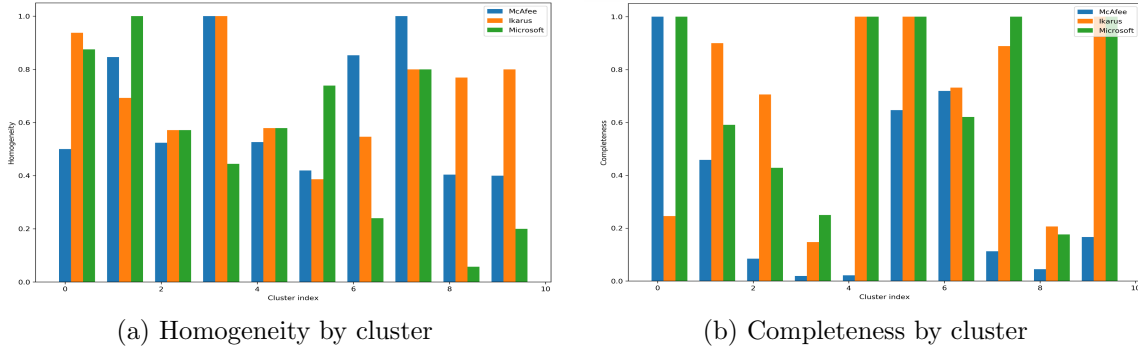 1.0
0.8
0.6
0.4
0.2
0.0
Homogeneity
McAfee
Ikarus
Microsoft
0 2 4 6 8 10
Cluster index
(a) Homogeneity by cluster
1.0
0.8
0.6
0.4
0.2
0.0
Completeness
McAfee
Ikarus
Microsoft
0 2 4 6 8 10
Cluster index
(b) Completeness by cluster